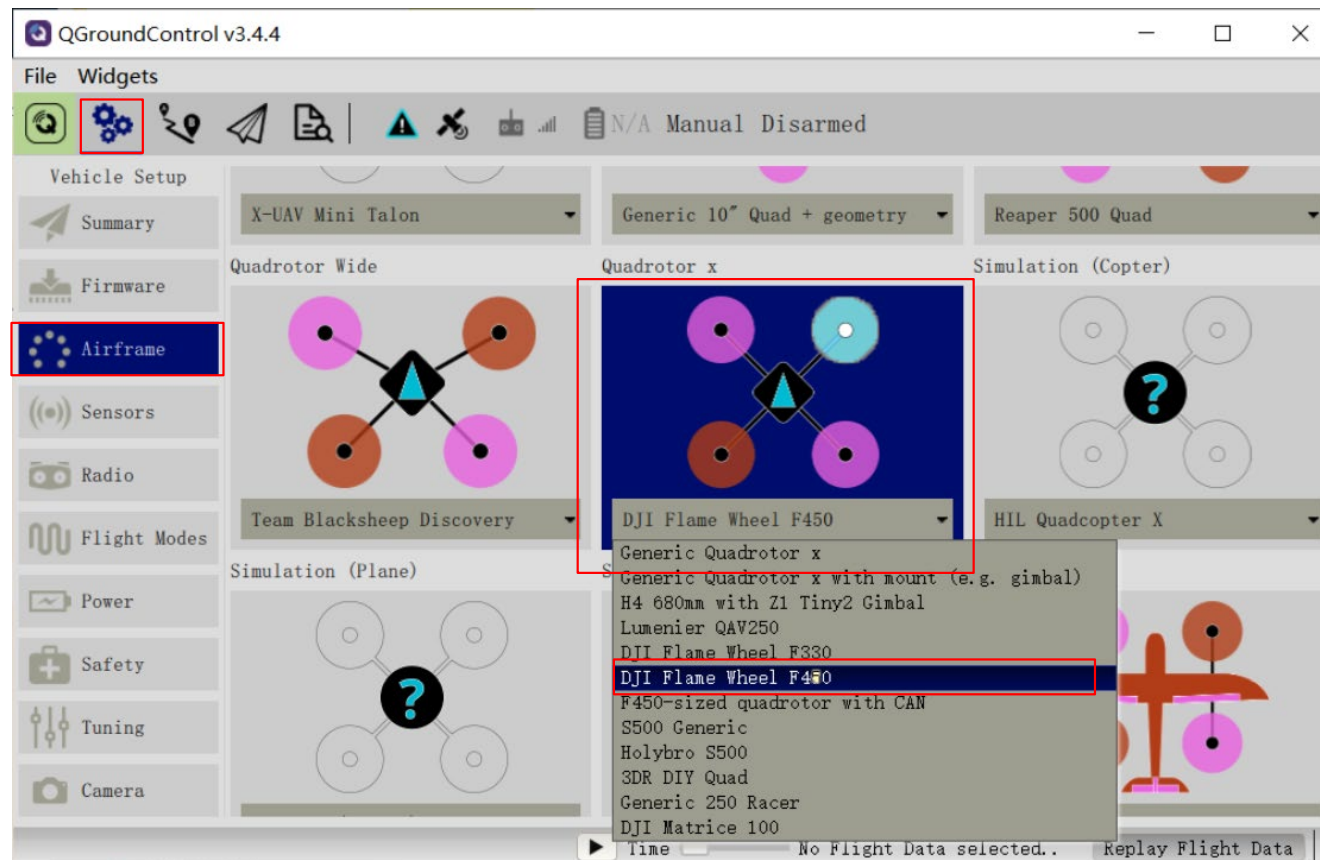 QGroundControl v3.4.4
File Widgets
N/A Manual Disarmed
Vehicle Setup
Summary
Firmware
Airframe
Sensors
Radio
Flight Modes
Power
Safety
Tuning
Camera
X-UAV Mini Talon
Generic 10″ Quad + geometry
Reaper 500 Quad
Quadrotor Wide
Quadrotor x
Simulation (Copter)
Team Blacksheep Discovery
DJI Flame Wheel F450
HIL Quadcopter X
Simulation (Plane)
Generic Quadrotor x
Generic Quadrotor x with mount (e.g. gimbal)
H4 680mm with Z1 Tiny2 Gimbal
Lumenier QAV250
DJI Flame Wheel F330
DJI Flame Wheel F450
F450-sized quadrotor with CAN
S500 Generic
Holybro S500
3DR DIY Quad
Generic 250 Racer
DJI Matrice 100
Time No Flight Data selected.. Replay Flight Data